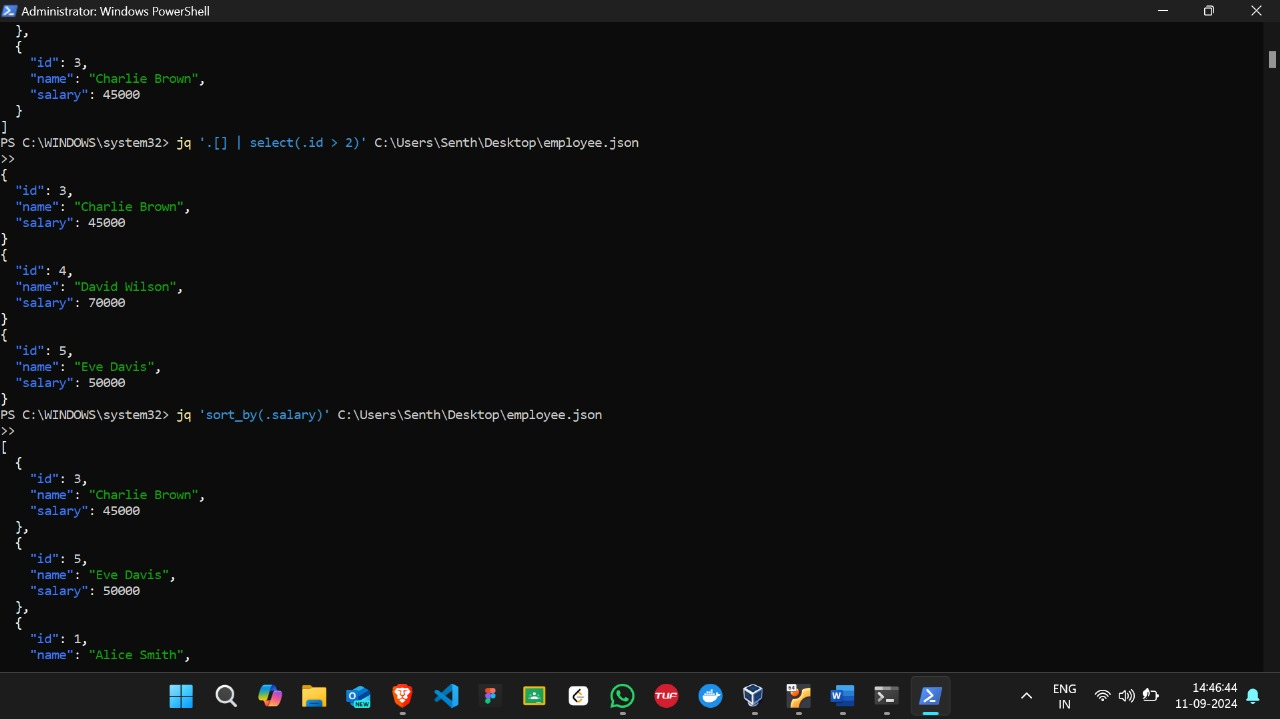 Administrator: Windows PowerShell
},
{
"id": 3,
"name": "Charlie Brown",
"salary": 45000
}
]
PS C:\WINDOWS\system32> jq '.[] | select(.id > 2)' C:\Users\Senth\Desktop\employee.json
>>
{
"id": 3,
"name": "Charlie Brown",
"salary": 45000
}
{
"id": 4,
"name": "David Wilson",
"salary": 70000
}
{
"id": 5,
"name": "Eve Davis",
"salary": 50000
}
PS C:\WINDOWS\system32> jq 'sort_by(.salary)' C:\Users\Senth\Desktop\employee.json
>>
[
{
"id": 3,
"name": "Charlie Brown",
"salary": 45000
},
{
"id": 5,
"name": "Eve Davis",
"salary": 50000
},
{
"id": 1,
"name": "Alice Smith",
NEW
TUF
64
W
ENG
IN
14:46:44
11-09-2024